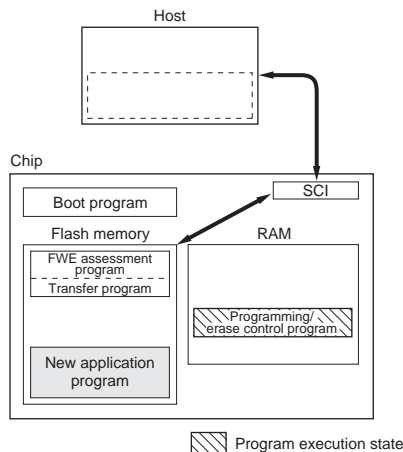 Host
Chip
SCI
Boot program
Flash memory
RAM
FWE assessment
program
Transfer program
Programming/
erase control program
New application
program
Program execution state